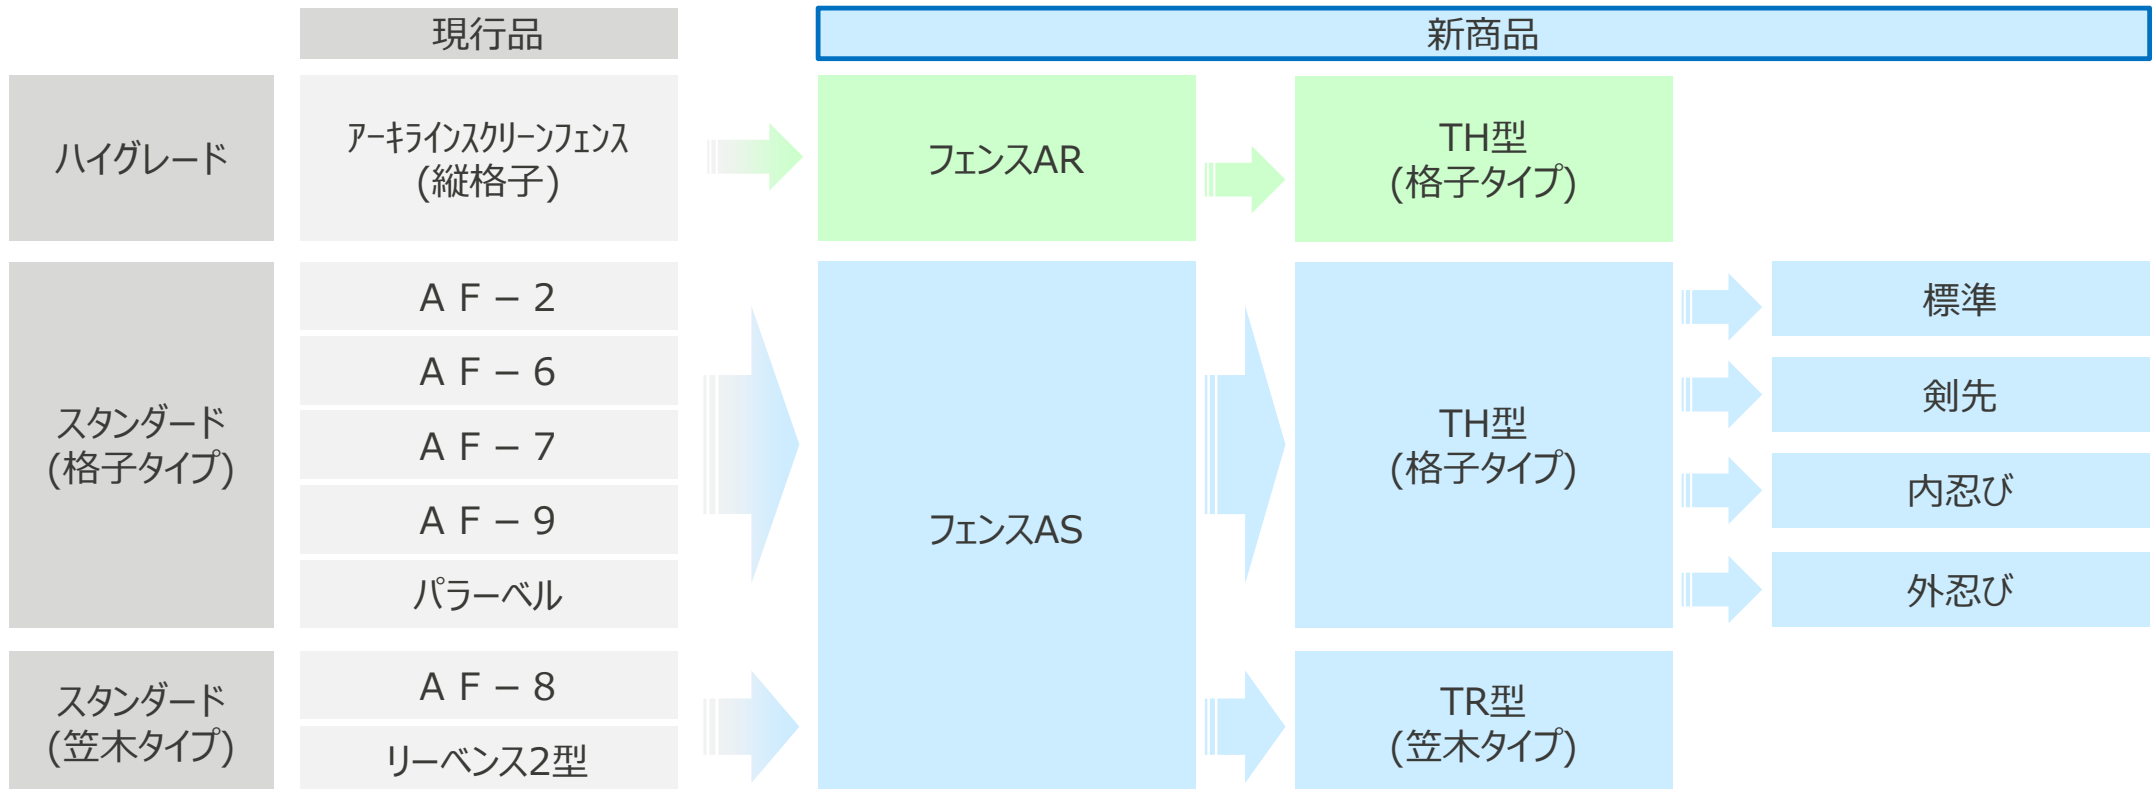 現行品
新商品
ハイグレード
アーキラインスクリーンフェンス
(縦格子)
フェンスAR
TH型
(格子タイプ)
スタンダード
(格子タイプ)
ＡＦ－２
ＡＦ－６
ＡＦ－７
ＡＦ－９
パラーベル
フェンスAS
TH型
(格子タイプ)
標準
剣先
内忍び
外忍び
スタンダード
(笠木タイプ)
ＡＦ－８
リーベンス2型
TR型
(笠木タイプ)